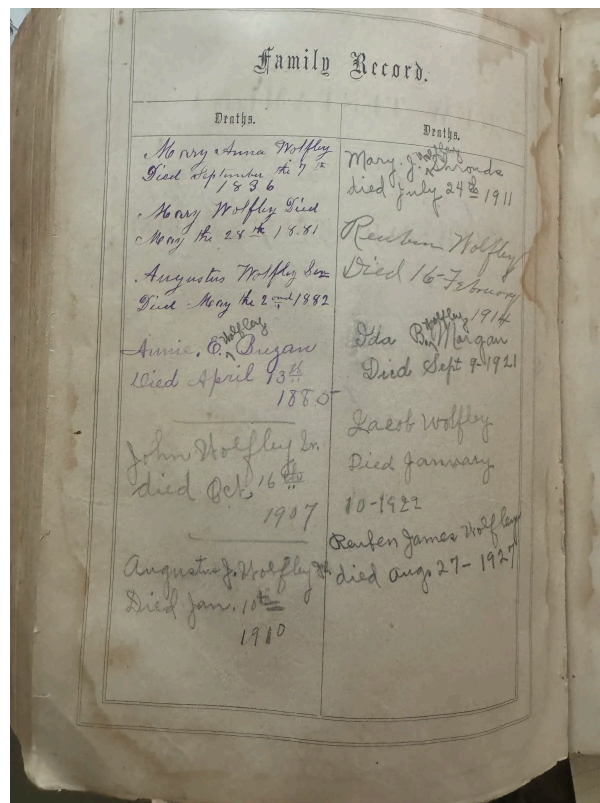 Family Record.
Deaths.
Mary Anna Wolfley
Died September the 7th
1836
Mary Wolfley Died
May the 28th 1881
Augustus Wolfley Sen
Died May the 2nd 1882
Wolfley
Annie. E. Dugan
Died April 13th
1885
John Wolfley Sr.
died Oct. 16th
1907
Augustus J. Wolfley
Died Jan. 10th
1910
Deaths.
Wolfley
Mary. J. Shronds
died July 24th 1911
Reuben Wolfley
Died 16-February
1914
Wolfley
Ida B. Morgan
Died Sept 9-1921
Jacob Wolfley
Died January
10-1922
Reuben James Wolfley
died Aug. 27-1927